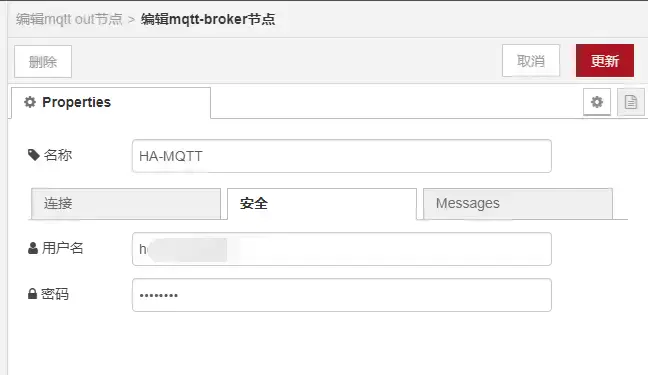 编辑mqtt out节点 > 编辑mqtt-broker节点
删除 取消 更新
Properties
名称 HA-MQTT
连接 安全 Messages
用户名
密码 ••••••••